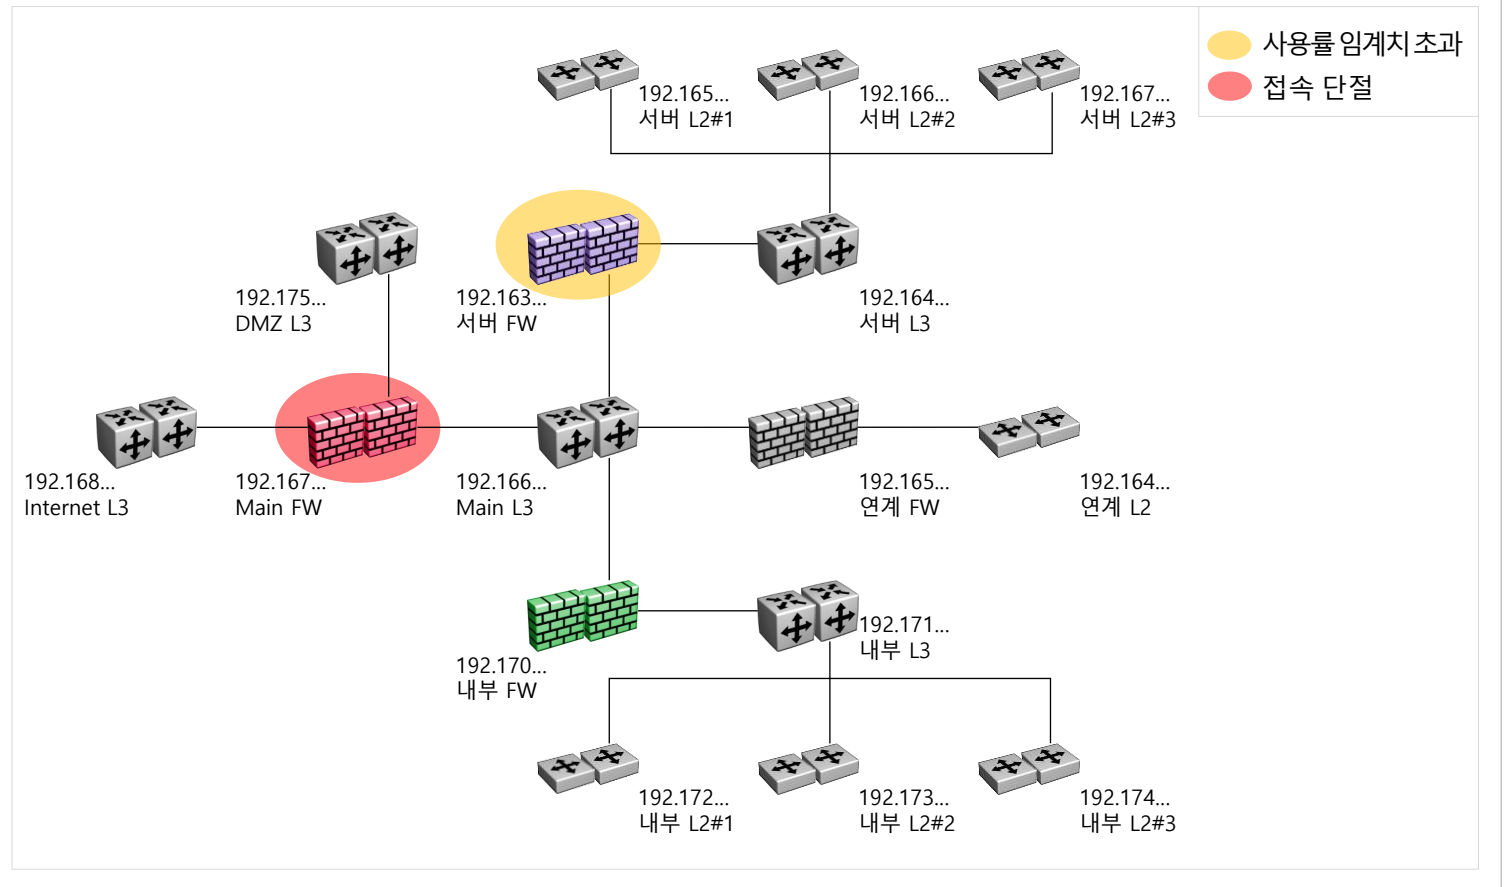 사용률 임계치 초과
접속 단절
192.165...
서버 L2#1
192.166...
서버 L2#2
192.167...
서버 L2#3
192.175...
DMZ L3
192.163...
서버 FW
192.164...
서버 L3
192.168...
Internet L3
192.167...
Main FW
192.166...
Main L3
192.165...
연계 FW
192.164...
연계 L2
192.170...
내부 FW
192.171...
내부 L3
192.172...
내부 L2#1
192.173...
내부 L2#2
192.174...
내부 L2#3